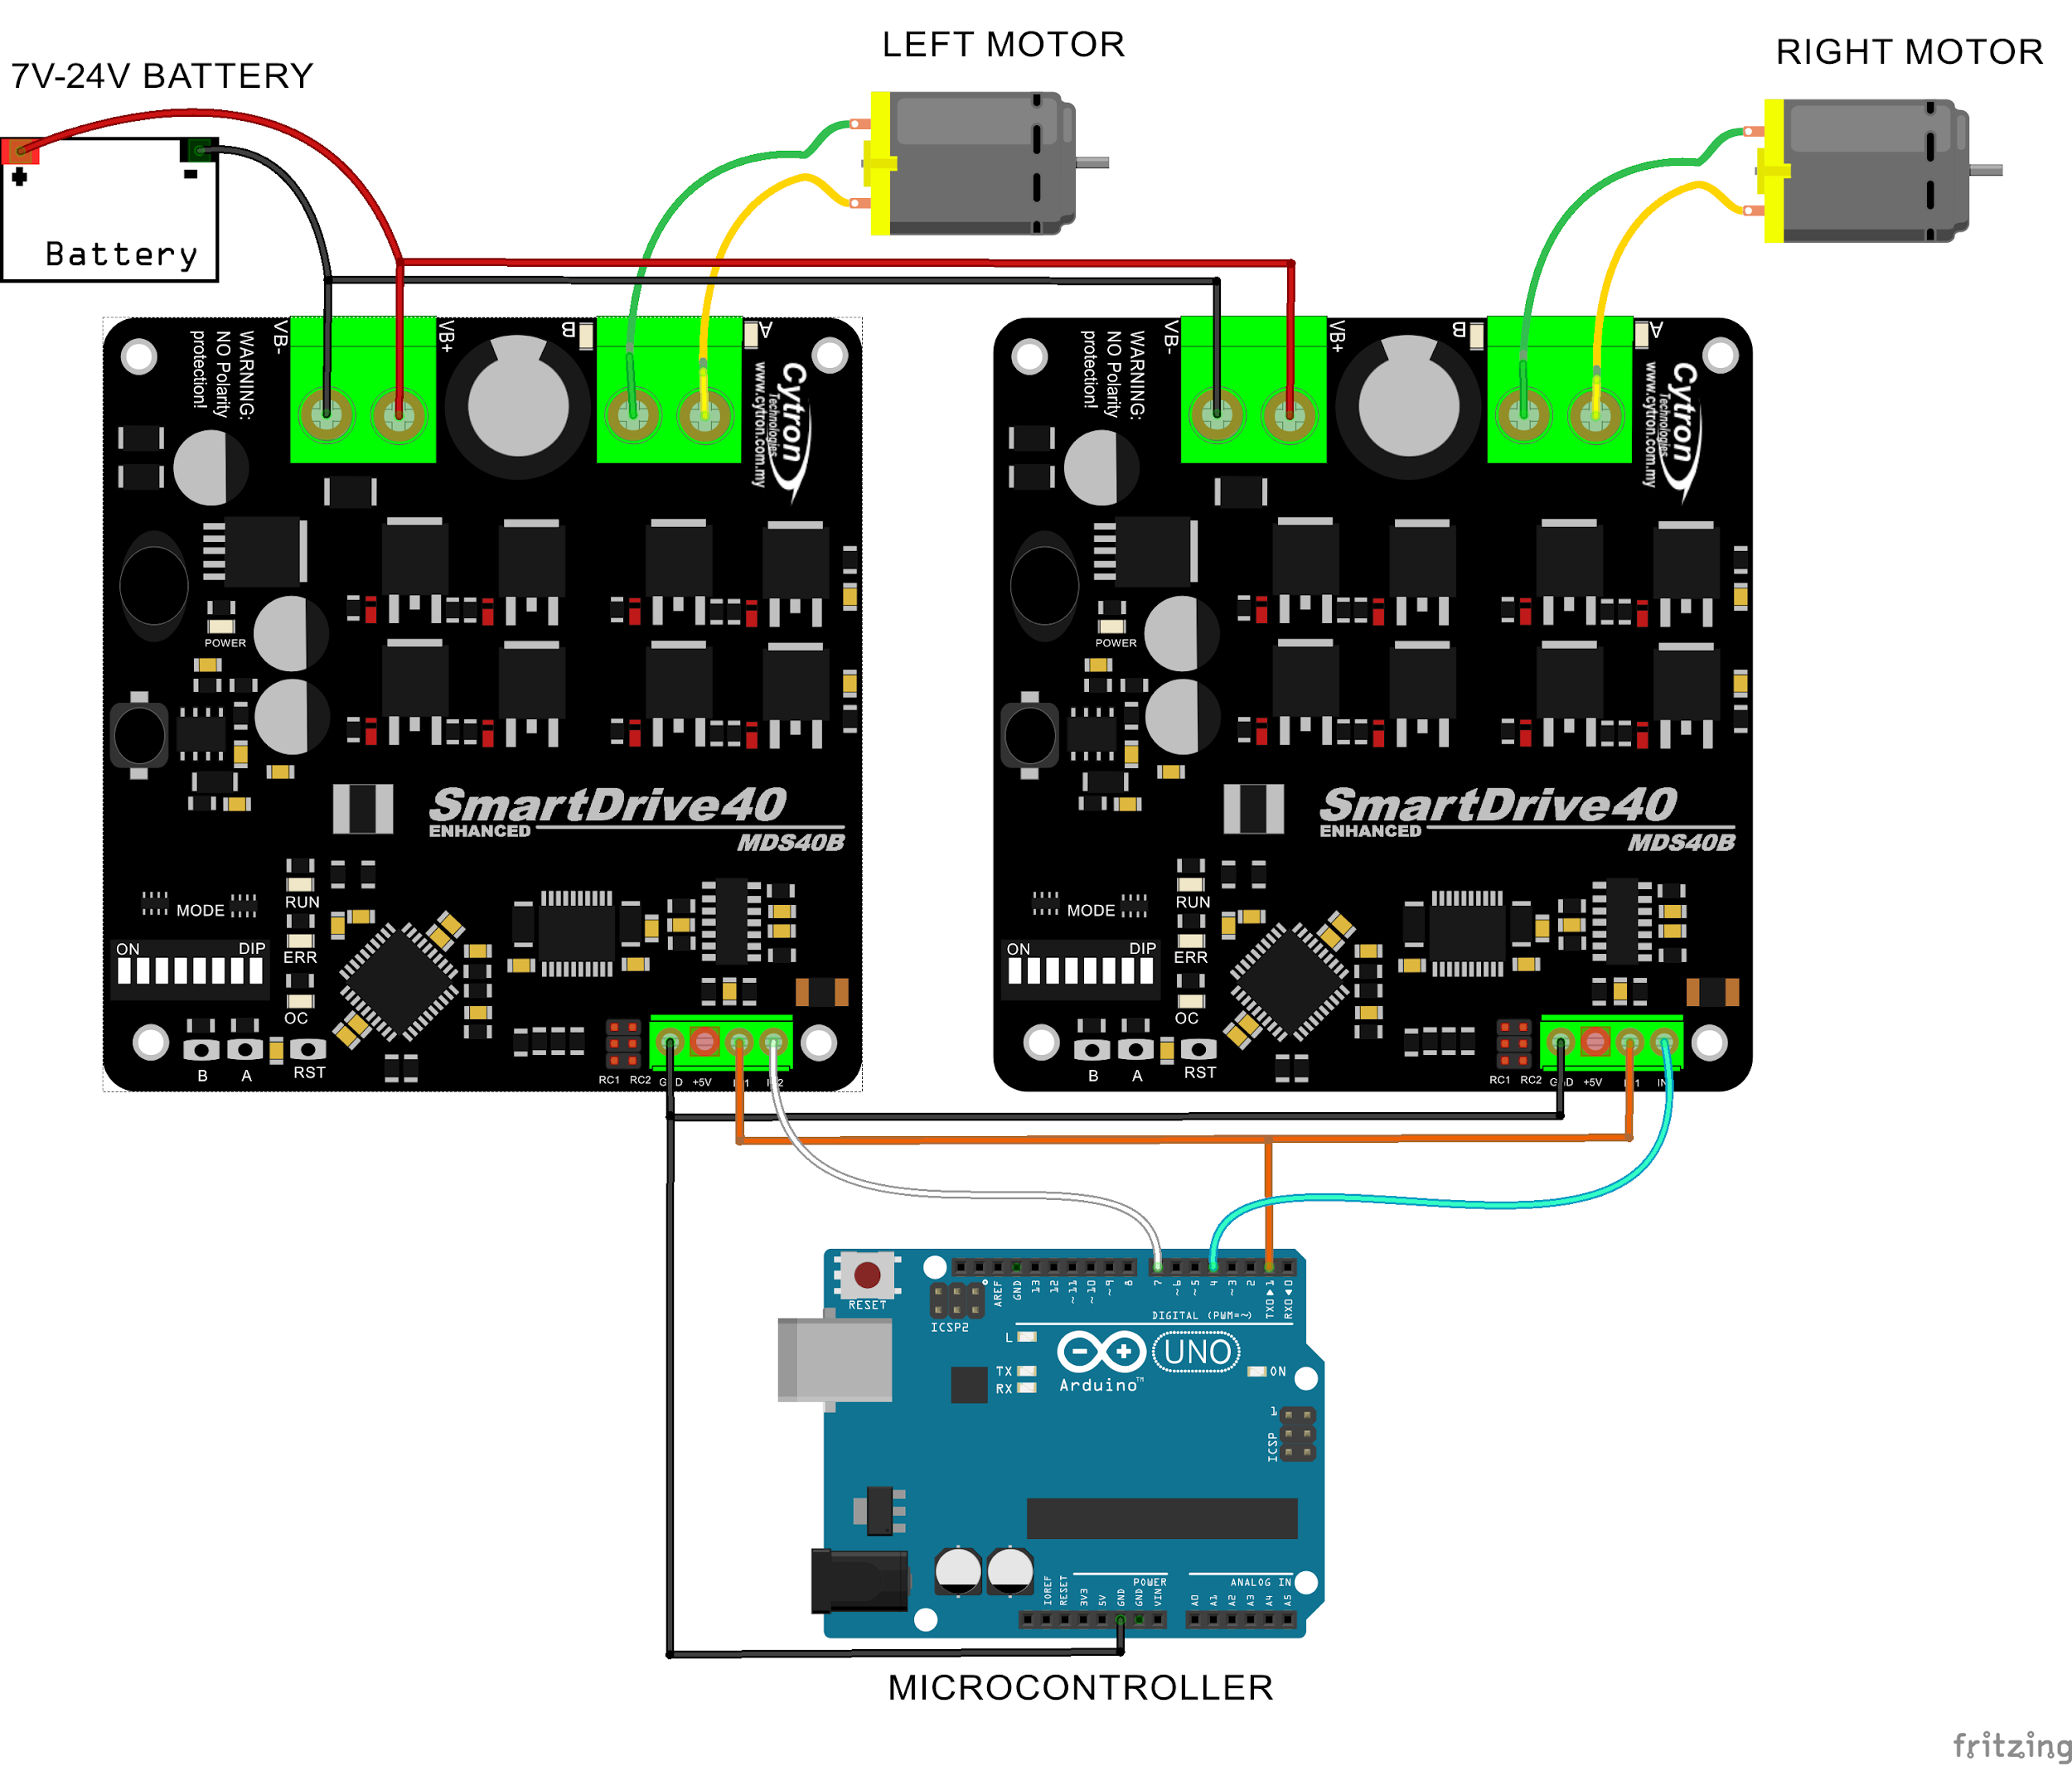 LEFT MOTOR
RIGHT MOTOR
7V-24V BATTERY
Battery
WARNING:
NO Polarity
protection!
VB-
VB+
B
A
Cytron
Technologies
www.cytron.com.my
POWER
SmartDrive40
ENHANCED
MDS40B
MODE
RUN
ON
DIP
ERR
OC
B
A
RST
RC1
RC2
+5V
WARNING:
NO Polarity
protection!
VB-
VB+
B
A
Cytron
Technologies
www.cytron.com.my
POWER
SmartDrive40
ENHANCED
MDS40B
MODE
RUN
ON
DIP
ERR
OC
B
A
RST
RC1
RC2
+5V
RESET
ICSP2
AREF
GND
13
12
~11
~10
~9
8
7
~6
~5
4
~3
2
TX0▶1
RX0◀0
DIGITAL (PWM=~)
L
TX
RX
UNO
Arduino™
ON
1
ICSP
POWER
ANALOG IN
IOREF
RESET
3V3
5V
GND
GND
VIN
A0
A1
A2
A3
A4
A5
MICROCONTROLLER
fritzing